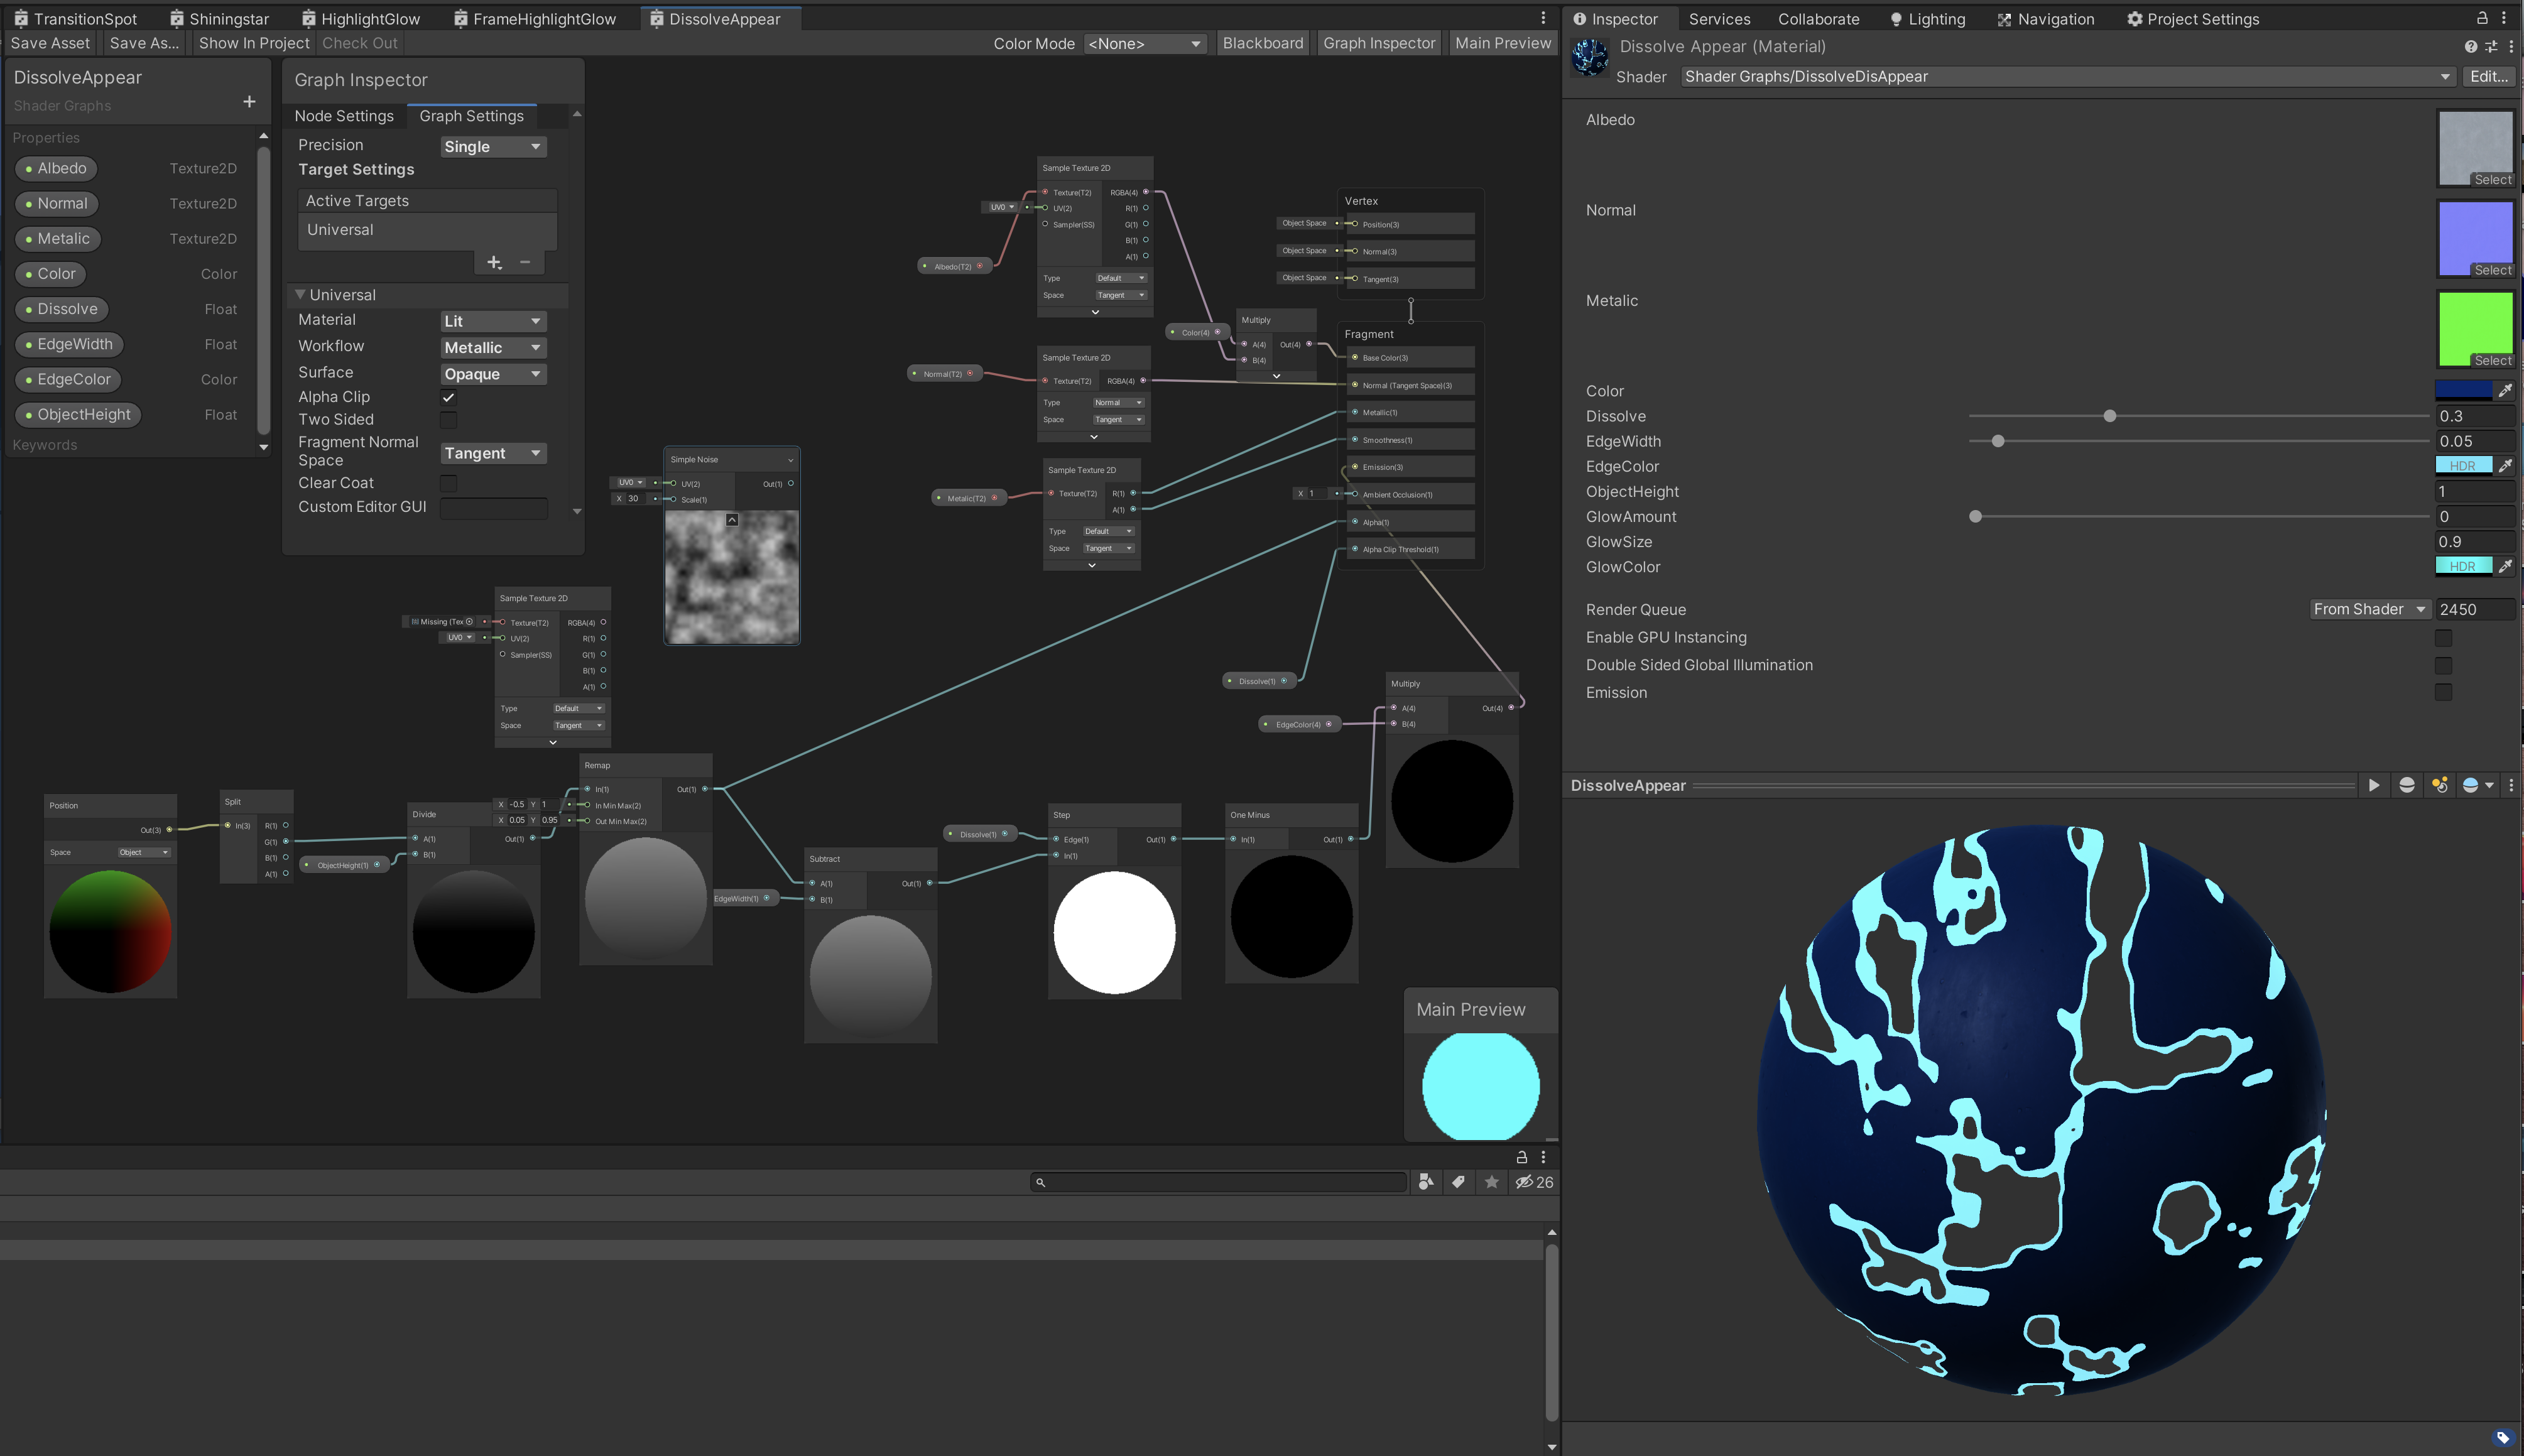 TransitionSpot Shiningstar HighlightGlow FrameHighlightGlow DissolveAppear
Save Asset Save As... Show In Project Check Out Color Mode <None> Blackboard Graph Inspector Main Preview
DissolveAppear
Shader Graphs
Properties
Albedo Texture2D
Normal Texture2D
Metalic Texture2D
Color Color
Dissolve Float
EdgeWidth Float
EdgeColor Color
ObjectHeight Float
Keywords
Graph Inspector
Node Settings Graph Settings
Precision Single
Target Settings
Active Targets
Universal
Universal
Material Lit
Workflow Metallic
Surface Opaque
Alpha Clip
Two Sided
Fragment Normal
Space Tangent
Clear Coat
Custom Editor GUI
Sample Texture 2D
Texture(T2) RGBA(4)
UV0 UV(2) R(1)
Sampler(SS) G(1)
B(1)
A(1)
Type Default
Space Tangent
Albedo(T2)
Color(4)
Multiply
A(4) Out(4)
B(4)
Normal(T2)
Sample Texture 2D
Texture(T2) RGBA(4)
Type Normal
Space Tangent
Metalic(T2)
Sample Texture 2D
Texture(T2) R(1)
A(1)
Type Default
Space Tangent
Vertex
Object Space Position(3)
Object Space Normal(3)
Object Space Tangent(3)
Fragment
Base Color(3)
Normal (Tangent Space)(3)
Metallic(1)
Smoothness(1)
Emission(3)
X 1 Ambient Occlusion(1)
Alpha(1)
Alpha Clip Threshold(1)
Simple Noise
UV0 UV(2) Out(1)
X 30 Scale(1)
Sample Texture 2D
Missing (Tex Texture(T2) RGBA(4)
UV0 UV(2) R(1)
Sampler(SS) G(1)
B(1)
A(1)
Type Default
Space Tangent
Dissolve(1)
EdgeColor(4)
Multiply
A(4) Out(4)
B(4)
Position
Out(3)
Space Object
Split
In(3) R(1)
G(1)
B(1)
A(1)
ObjectHeight(1)
Divide
A(1) Out(1)
B(1)
Remap
In(1) Out(1)
X -0.5 Y 1 In Min Max(2)
X 0.05 Y 0.95 Out Min Max(2)
EdgeWidth(1)
Subtract
A(1) Out(1)
B(1)
Dissolve(1)
Step
Edge(1) Out(1)
In(1)
One Minus
In(1) Out(1)
Main Preview
26
Inspector Services Collaborate Lighting Navigation Project Settings
Dissolve Appear (Material)
Shader Shader Graphs/DissolveDisAppear Edit...
Albedo
Select
Normal
Select
Metalic
Select
Color
Dissolve 0.3
EdgeWidth 0.05
EdgeColor HDR
ObjectHeight 1
GlowAmount 0
GlowSize 0.9
GlowColor HDR
Render Queue From Shader 2450
Enable GPU Instancing
Double Sided Global Illumination
Emission
DissolveAppear